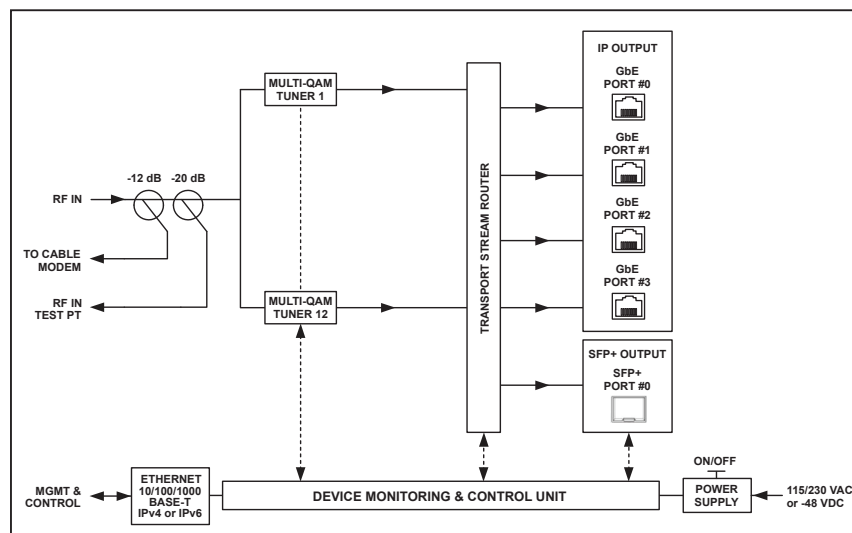 IP OUTPUT
GbE
PORT #0
GbE
PORT #1
GbE
PORT #2
GbE
PORT #3
MULTI-QAM
TUNER 1
-12 dB
-20 dB
RF IN
TO CABLE
MODEM
RF IN
TEST PT
MULTI-QAM
TUNER 12
TRANSPORT STREAM ROUTER
SFP+ OUTPUT
SFP+
PORT #0
MGMT &
CONTROL
ETHERNET
10/100/1000
BASE-T
IPv4 or IPv6
DEVICE MONITORING & CONTROL UNIT
ON/OFF
POWER
SUPPLY
115/230 VAC
or -48 VDC